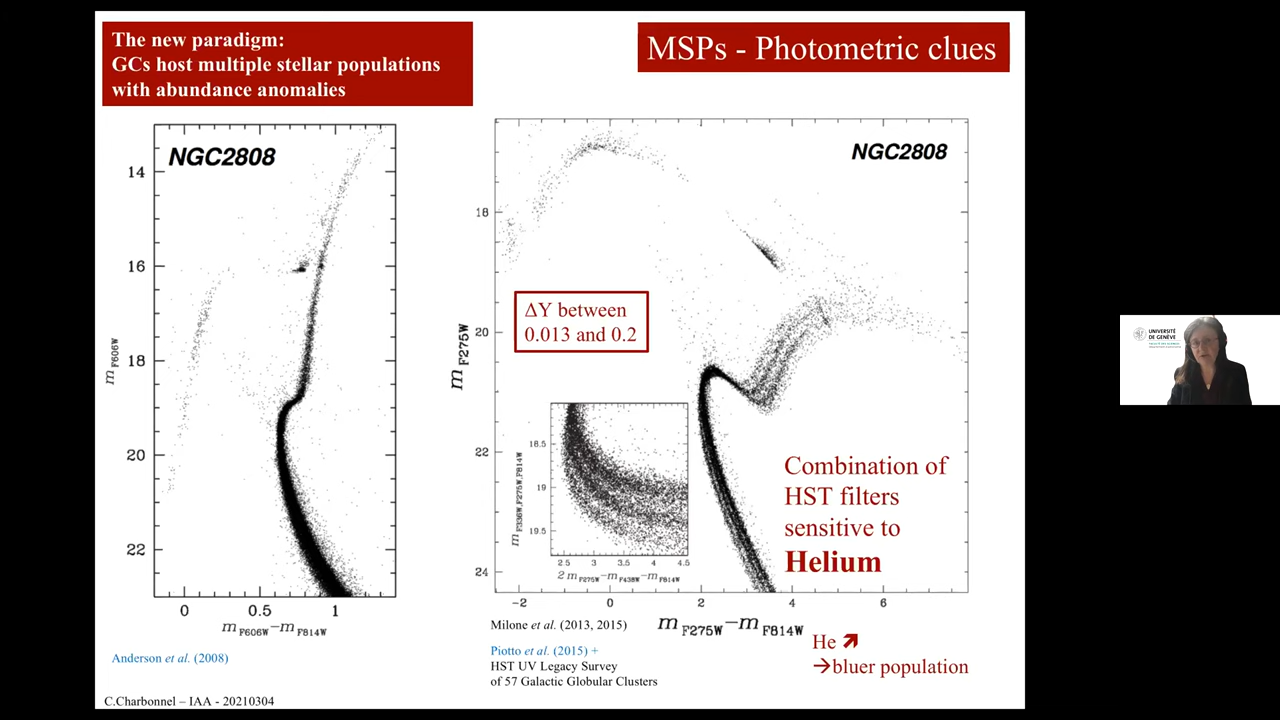 The new paradigm:
GCs host multiple stellar populations
with abundance anomalies
MSPs - Photometric clues
NGC2808
14
16
18
20
22
0
0.5
1
m F606W
m F606W − m F814W
Anderson et al. (2008)
NGC2808
18
20
22
24
-2
0
2
4
6
m F275W
m F275W − m F814W
ΔY between
0.013 and 0.2
18.5
19
19.5
2.5
3
3.5
4
4.5
m F336W,F275W,F814W
2 m F275W − m F438W − m F814W
Combination of
HST filters
sensitive to
Helium
Milone et al. (2013, 2015)
Piotto et al. (2015) +
HST UV Legacy Survey
of 57 Galactic Globular Clusters
He ➚
→bluer population
C.Charbonnel – IAA - 20210304
UNIVERSITÉ
DE GENÈVE